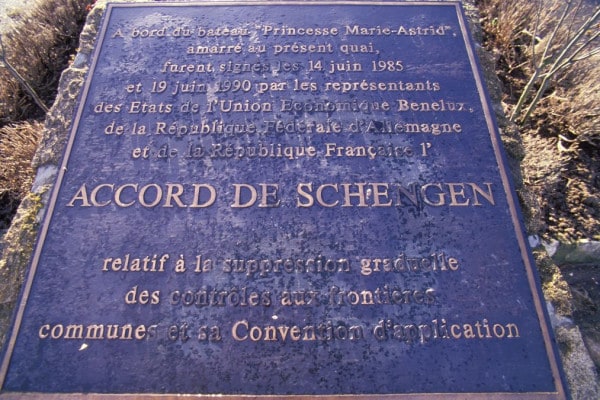 A bord du bateau "Princesse Marie-Astrid",
amarré au présent quai,
furent signés les 14 juin 1985
et 19 juin 1990 par les représentants
des Etats de l'Union Economique Benelux,
de la République Fédérale d'Allemagne
et de la République Française l'
ACCORD DE SCHENGEN
relatif à la suppression graduelle
des contrôles aux frontières
communes et sa Convention d'application